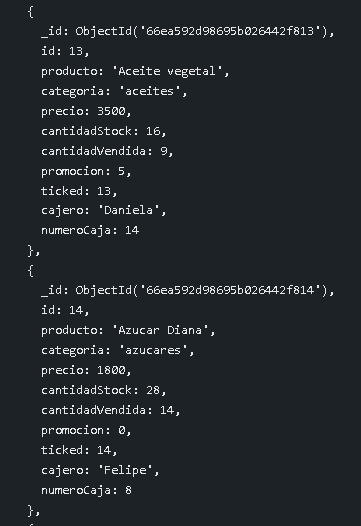 {
_id: ObjectId('66ea592d98695b026442f813'),
id: 13,
producto: 'Aceite vegetal',
categoria: 'aceites',
precio: 3500,
cantidadStock: 16,
cantidadVendida: 9,
promocion: 5,
ticked: 13,
cajero: 'Daniela',
numeroCaja: 14
},
{
_id: ObjectId('66ea592d98695b026442f814'),
id: 14,
producto: 'Azucar Diana',
categoria: 'azucares',
precio: 1800,
cantidadStock: 28,
cantidadVendida: 14,
promocion: 0,
ticked: 14,
cajero: 'Felipe',
numeroCaja: 8
},
{